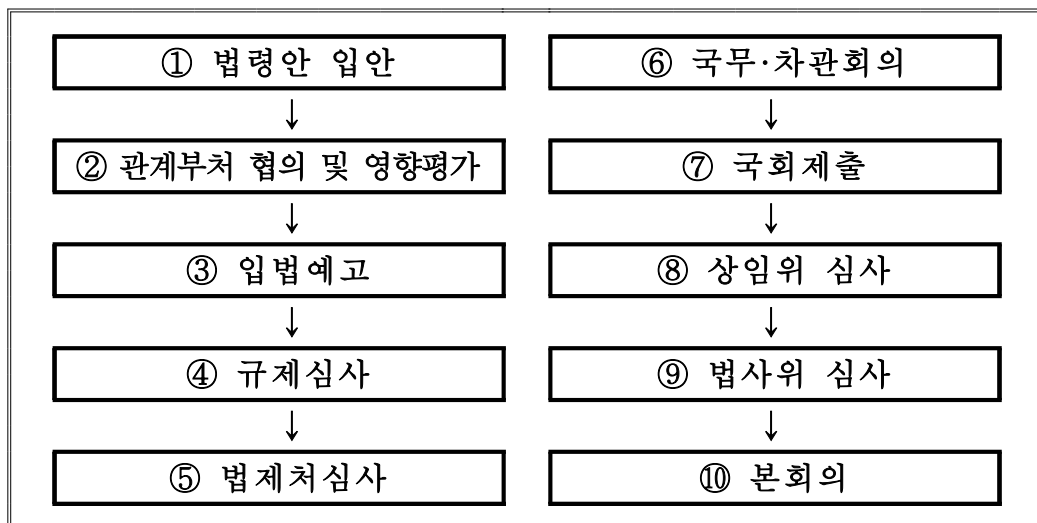 ① 법령안 입안
↓
② 관계부처 협의 및 영향평가
↓
③ 입법예고
↓
④ 규제심사
↓
⑤ 법제처심사
⑥ 국무·차관회의
↓
⑦ 국회제출
↓
⑧ 상임위 심사
↓
⑨ 법사위 심사
↓
⑩ 본회의